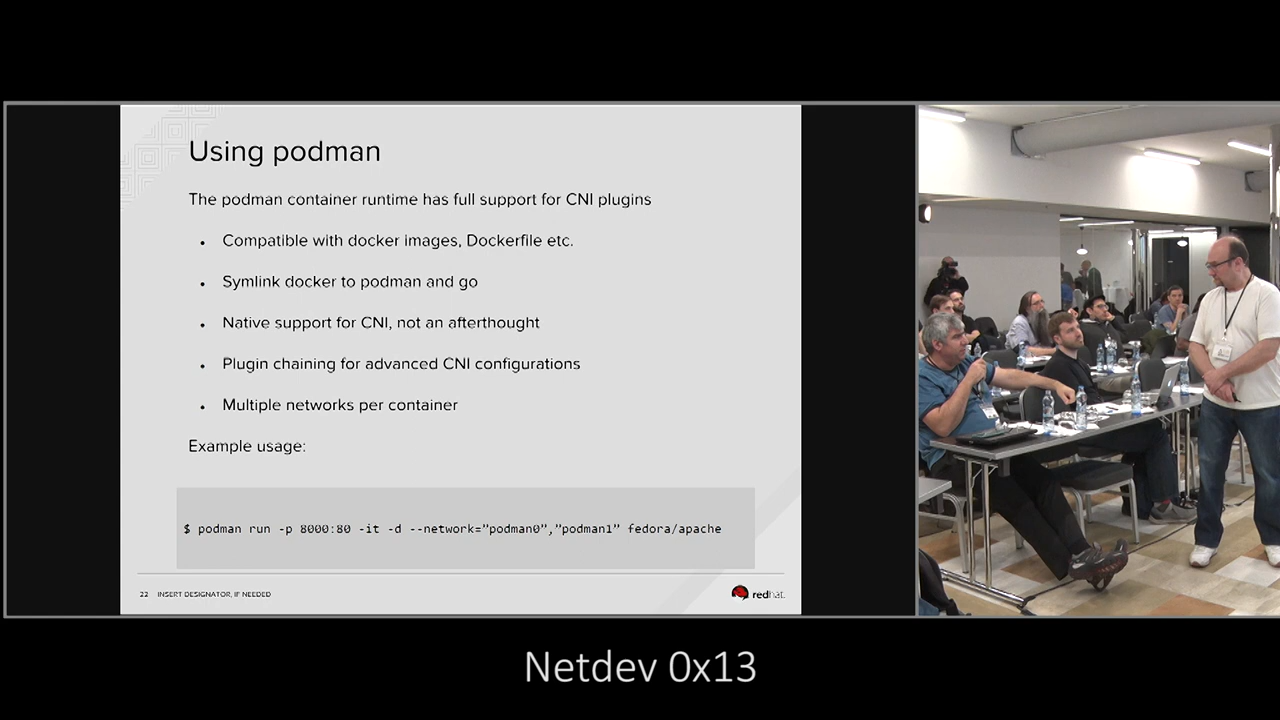 Using podman
The podman container runtime has full support for CNI plugins
• Compatible with docker images, Dockerfile etc.
• Symlink docker to podman and go
• Native support for CNI, not an afterthought
• Plugin chaining for advanced CNI configurations
• Multiple networks per container
Example usage:
$ podman run -p 8000:80 -it -d --network=”podman0”,”podman1” fedora/apache
22 INSERT DESIGNATOR, IF NEEDED
redhat.
Netdev 0x13